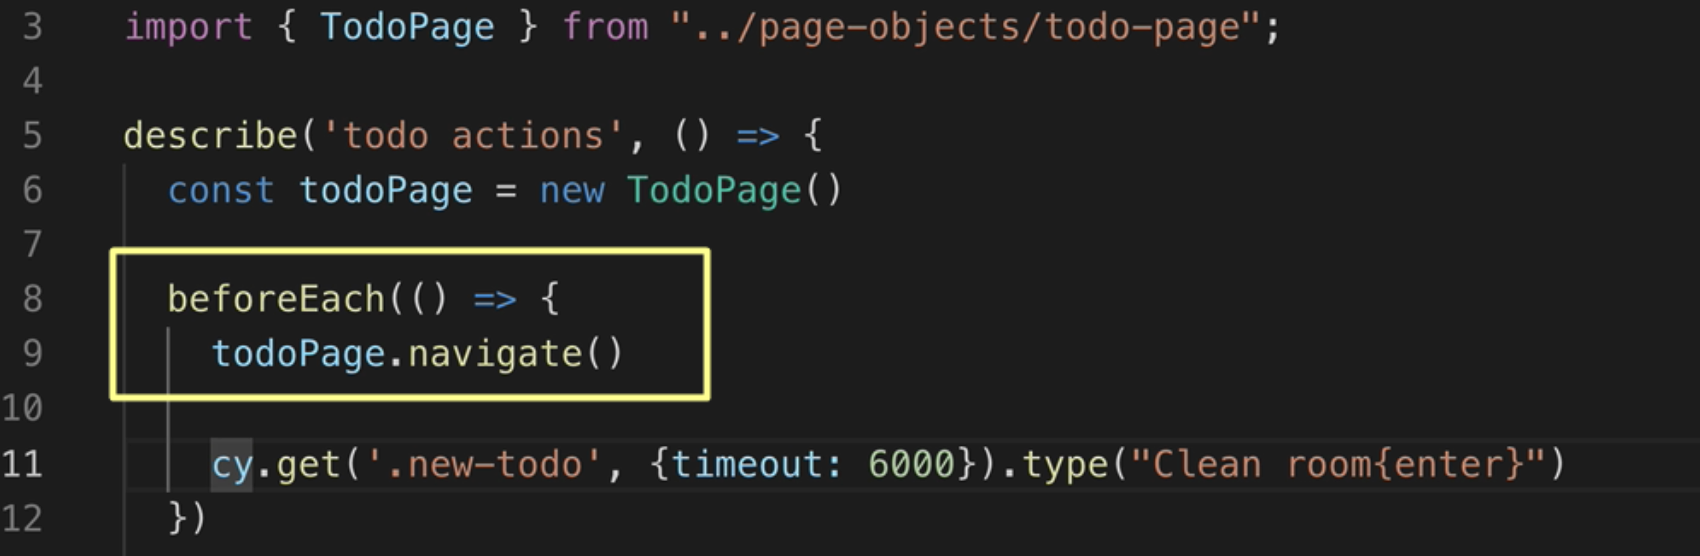 3 import { TodoPage } from "../page-objects/todo-page";
4
5 describe('todo actions', () => {
6 const todoPage = new TodoPage()
7
8 beforeEach(() => {
9 todoPage.navigate()
10
11 cy.get('.new-todo', {timeout: 6000}).type("Clean room{enter}")
12 })